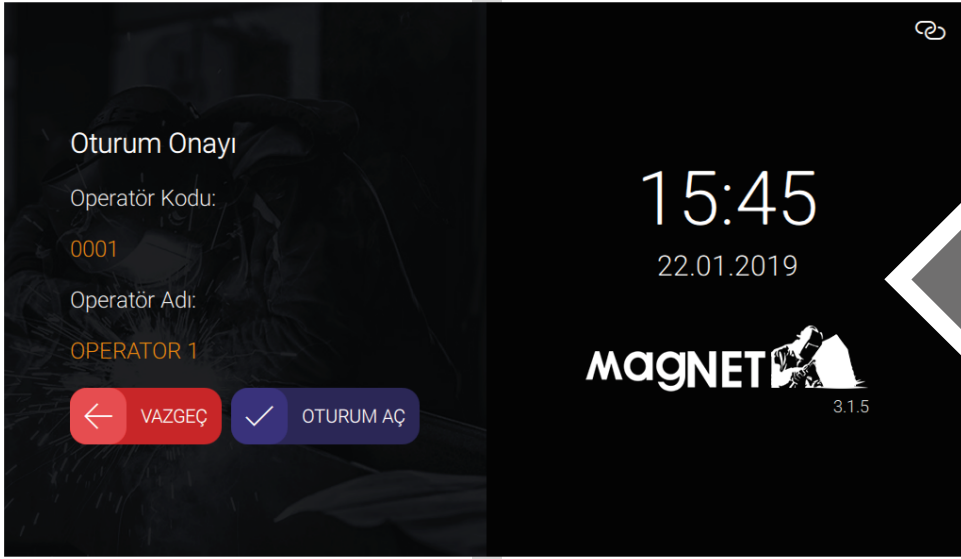 Oturum Onayı
Operatör Kodu:
0001
Operatör Adı:
OPERATOR 1
VAZGEÇ
OTURUM AÇ
15:45
22.01.2019
magNET
3.1.5